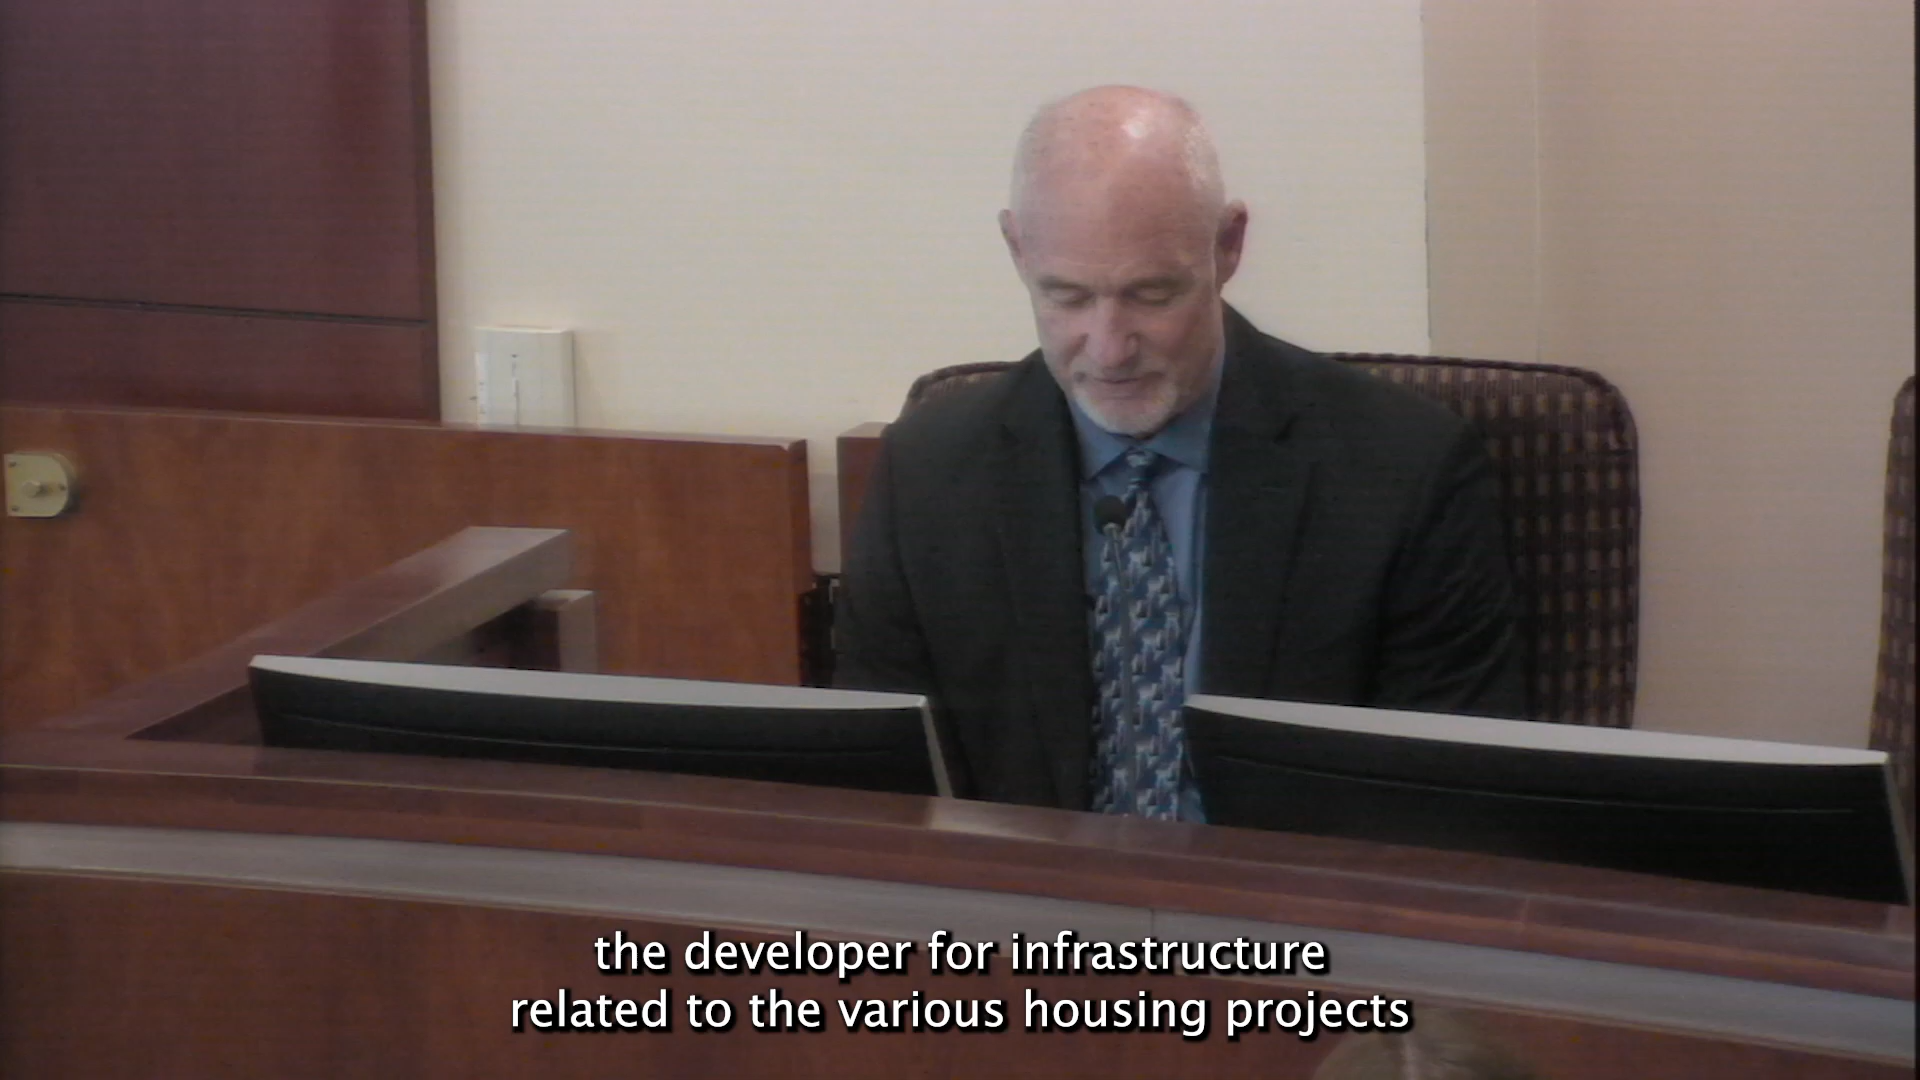 the developer for infrastructure
related to the various housing projects